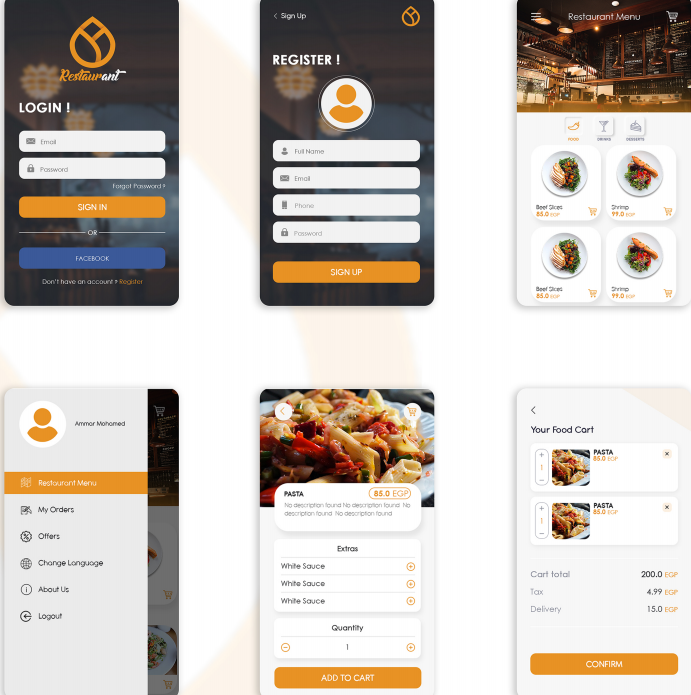 Restaurant
LOGIN !
Email
Password
Forgot Password ?
SIGN IN
OR
FACEBOOK
Don't have an account ? Register
Sign Up
REGISTER !
Full Name
Email
Phone
Password
SIGN UP
Restaurant Menu
FOOD
DRINKS
DESSERTS
Beef Slices
85.0 EGP
Shrimp
99.0 EGP
Beef Slices
85.0 EGP
Shrimp
99.0 EGP
Ammar Mohamed
Restaurant Menu
My Orders
Offers
Change Language
About Us
Logout
PASTA
85.0 EGP
No description found No description found No
description found No description found
Extras
White Sauce
White Sauce
White Sauce
Quantity
1
ADD TO CART
Your Food Cart
PASTA
85.0 EGP
1
PASTA
85.0 EGP
1
Cart total 200.0 EGP
Tax 4.99 EGP
Delivery 15.0 EGP
CONFIRM